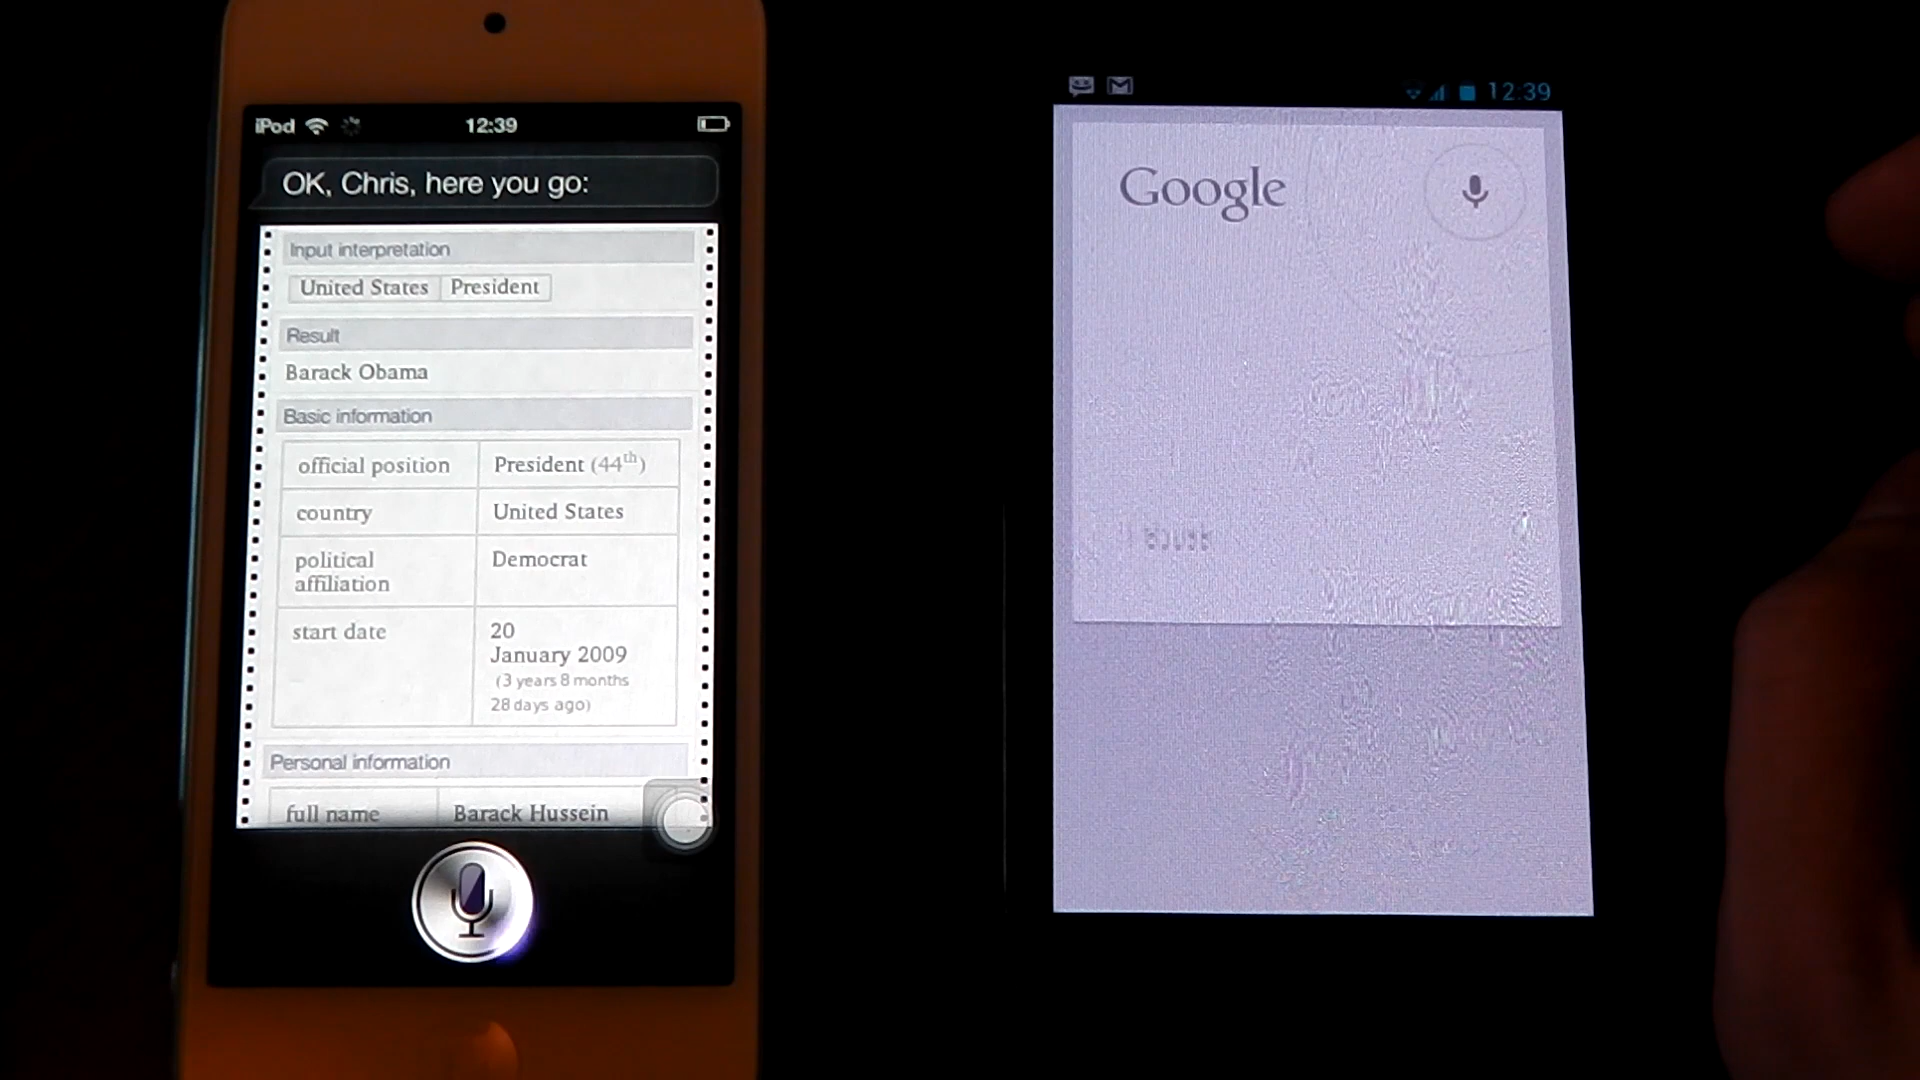 iPod 12:39
OK, Chris, here you go:
Input interpretation
United States President
Result
Barack Obama
Basic information
official position President (44th)
country United States
political
affiliation
Democrat
start date
20
January 2009
(3 years 8 months
28 days ago)
Personal information
full name Barack Hussein
12:39
Google